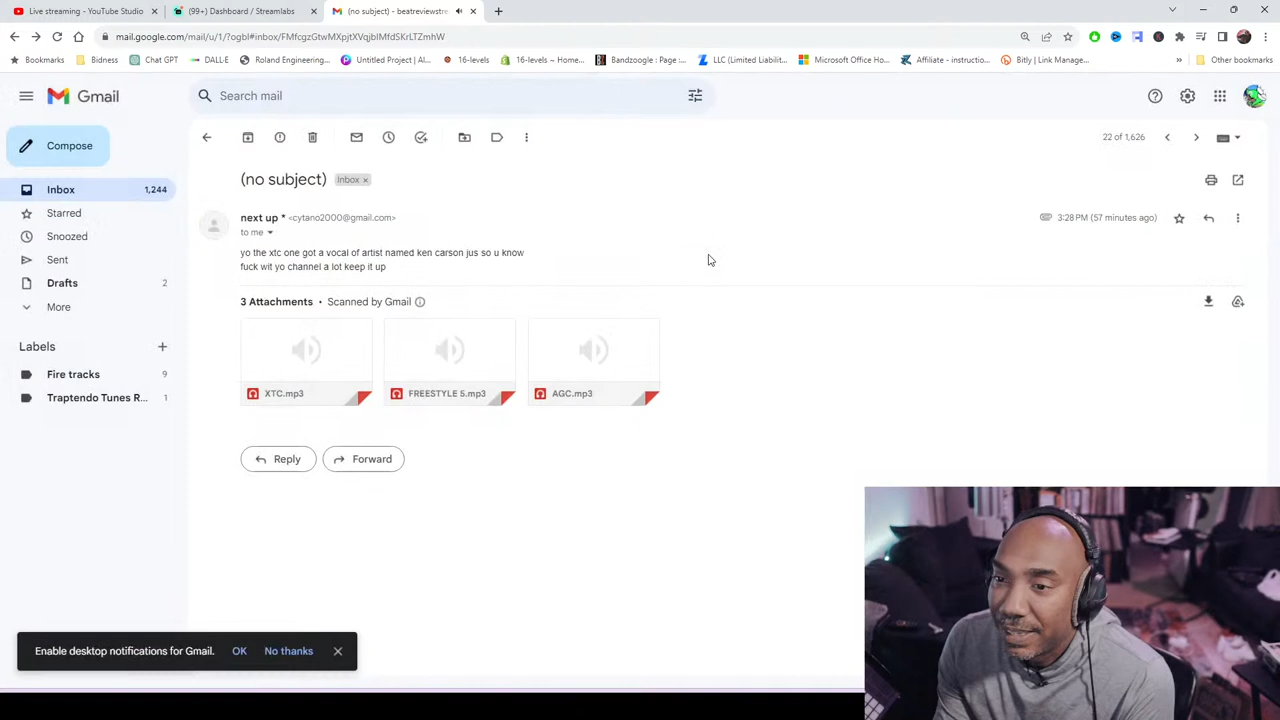 Live streaming - YouTube Studio
(99+) Dashboard / Streamlabs
(no subject) - beatreviewstre
mail.google.com/mail/u/1/?ogbl#inbox/FMfcgzGtwMXpjtXVqjblMfdSKrLTZmhW
Bookmarks
Bidness
Chat GPT
DALL-E
Roland Engineering...
Untitled Project | Al...
16-levels
16-levels ~ Home...
Bandzoogle : Page :...
LLC (Limited Liabilit...
Microsoft Office Ho...
Affiliate - instructio...
Bitly | Link Manage...
»
Other bookmarks
Gmail
Search mail
Compose
22 of 1,626
Inbox 1,244
Starred
Snoozed
Sent
Drafts 2
More
Labels +
Fire tracks 9
Traptendo Tunes R... 1
(no subject) Inbox x
next up * <cytano2000@gmail.com>
3:28 PM (57 minutes ago)
to me
yo the xtc one got a vocal of artist named ken carson jus so u know
fuck wit yo channel a lot keep it up
3 Attachments • Scanned by Gmail
XTC.mp3
FREESTYLE 5.mp3
AGC.mp3
Reply
Forward
Enable desktop notifications for Gmail. OK No thanks